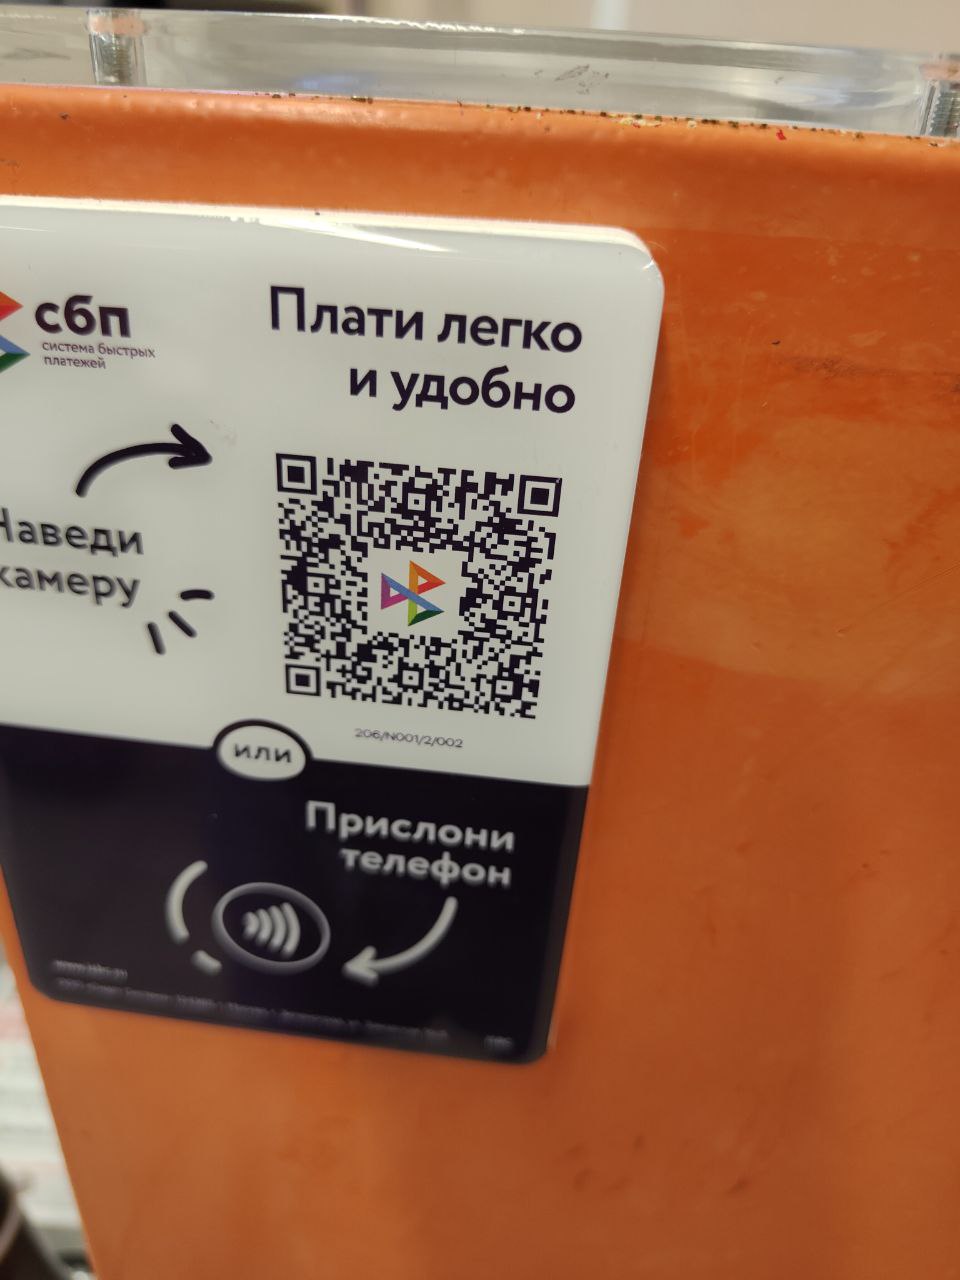 сбп
система быстрых
платежей
Плати легко
и удобно
Наведи
камеру
206/N001/2/002
или
Прислони
телефон